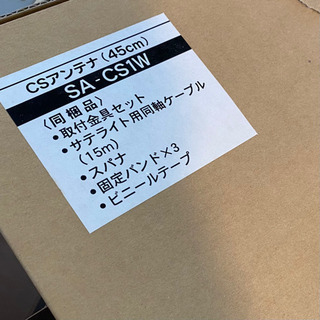 CSアンテナ(45cm)
SA-CS1W
〈同梱品〉
•取付金具セット
•サテライト用同軸ケーブル
(15m)
•スパナ
•固定バンド×3
•ビニールテープ